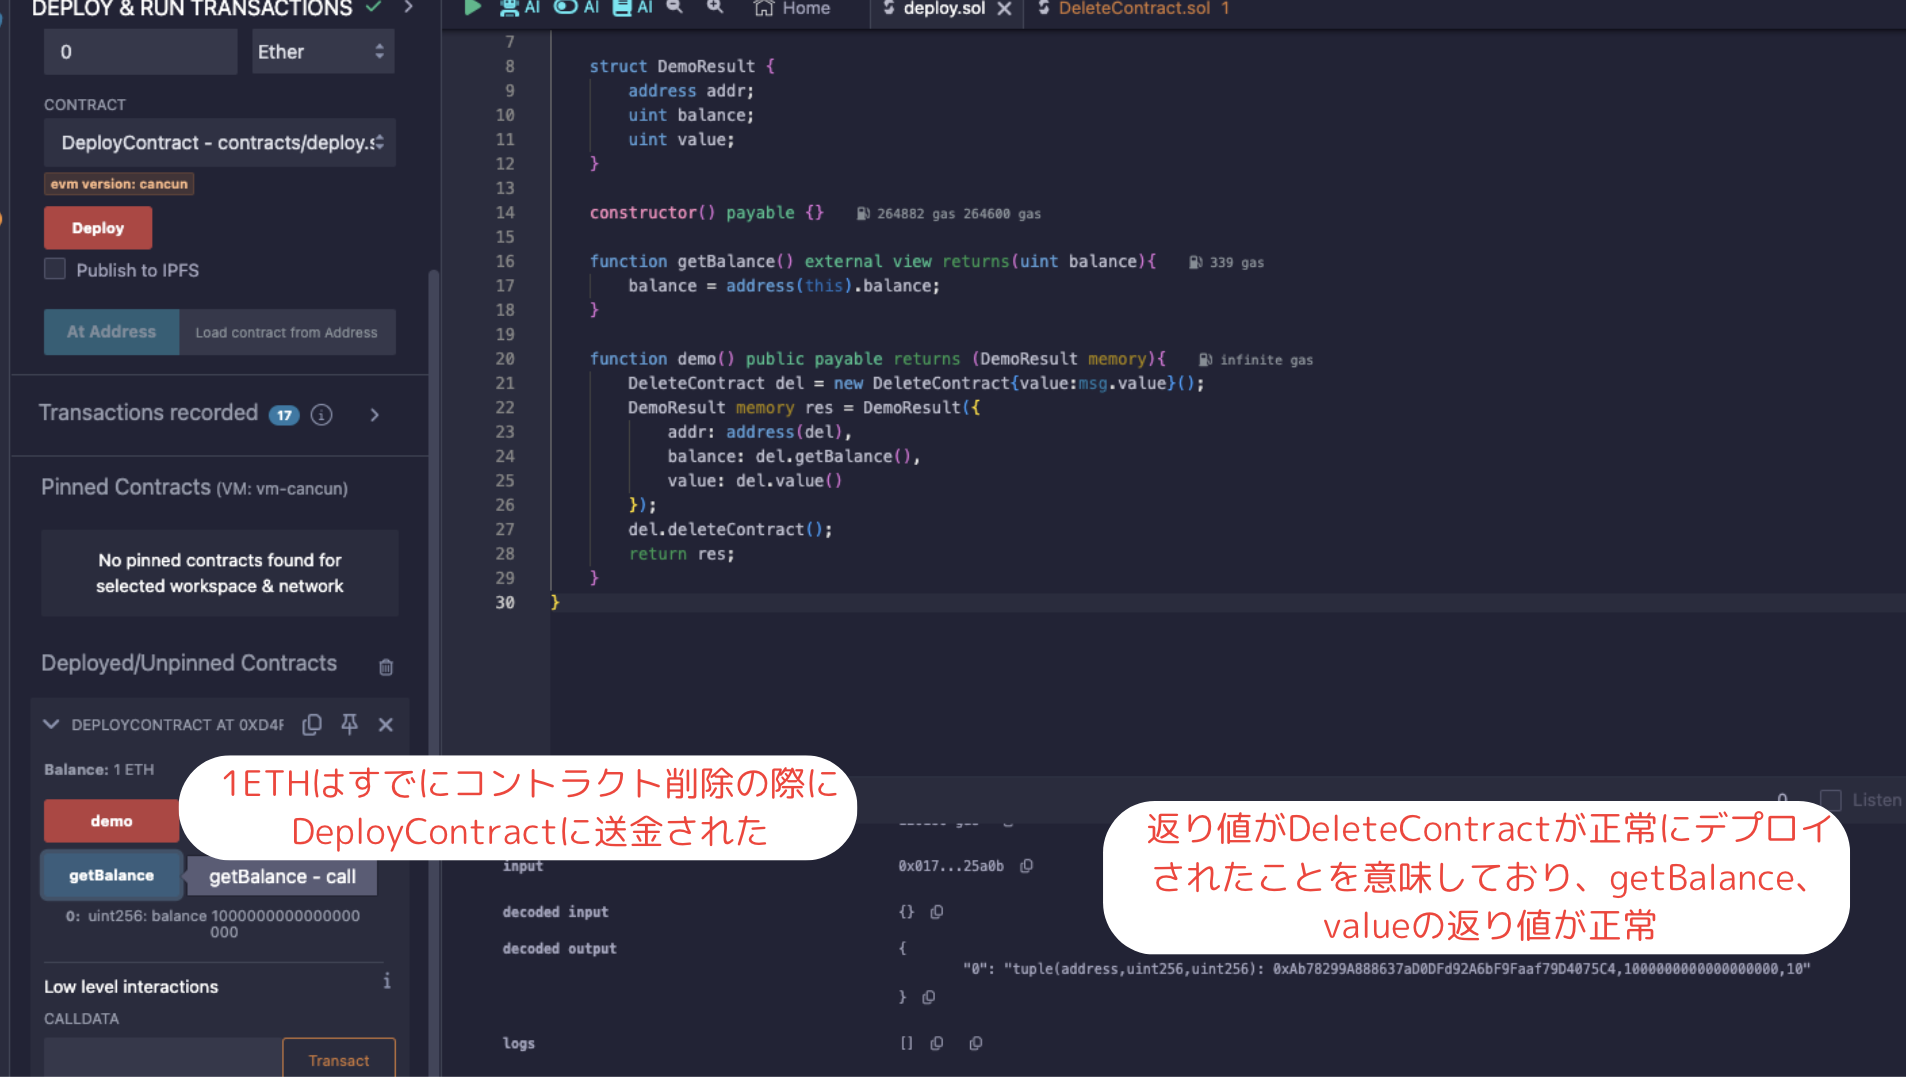 DEPLOY & RUN TRANSACTIONS
AI AI AI Home deploy.sol DeleteContract.sol 1
0 Ether
CONTRACT
DeployContract - contracts/deploy.s
evm version: cancun
Deploy
Publish to IPFS
At Address Load contract from Address
Transactions recorded 17 i
Pinned Contracts (VM: vm-cancun)
No pinned contracts found for
selected workspace & network
Deployed/Unpinned Contracts
DEPLOYCONTRACT AT 0XD4F
Balance: 1 ETH
demo
getBalance
getBalance - call
0: uint256: balance 1000000000000000
000
Low level interactions i
CALLDATA
Transact
7
8 struct DemoResult {
9 address addr;
10 uint balance;
11 uint value;
12 }
13
14 constructor() payable {} 264882 gas 264600 gas
15
16 function getBalance() external view returns(uint balance){ 339 gas
17 balance = address(this).balance;
18 }
19
20 function demo() public payable returns (DemoResult memory){ infinite gas
21 DeleteContract del = new DeleteContract{value:msg.value}();
22 DemoResult memory res = DemoResult({
23 addr: address(del),
24 balance: del.getBalance(),
25 value: del.value()
26 });
27 del.deleteContract();
28 return res;
29 }
30 }
1ETHはすでにコントラクト削除の際に
DeployContractに送金された
Listen
返り値がDeleteContractが正常にデプロイ
されたことを意味しており、getBalance、
valueの返り値が正常
input 0x017...25a0b
decoded input {}
decoded output {
"0": "tuple(address,uint256,uint256): 0xAb78299A888637aD0DFd92A6bF9Faaf79D4075C4,1000000000000000000,10"
}
logs []